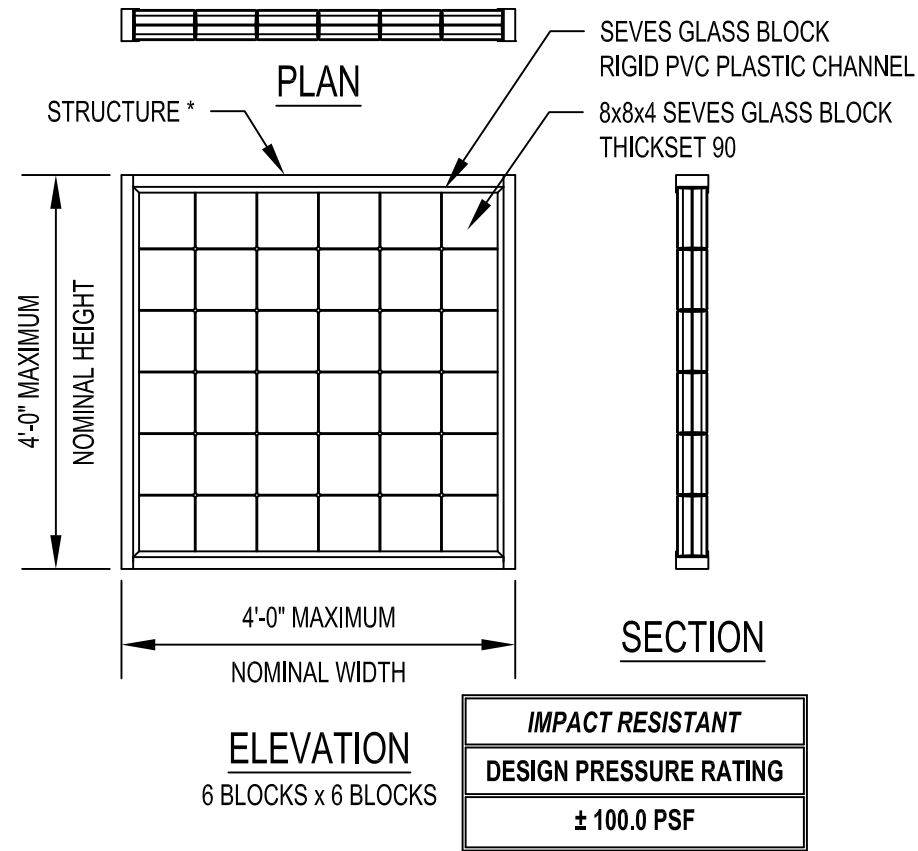 PLAN
SEVES GLASS BLOCK
RIGID PVC PLASTIC CHANNEL
STRUCTURE *
8x8x4 SEVES GLASS BLOCK
THICKSET 90
4'-0" MAXIMUM
NOMINAL HEIGHT
4'-0" MAXIMUM
NOMINAL WIDTH
SECTION
ELEVATION
6 BLOCKS x 6 BLOCKS
IMPACT RESISTANT
DESIGN PRESSURE RATING
± 100.0 PSF